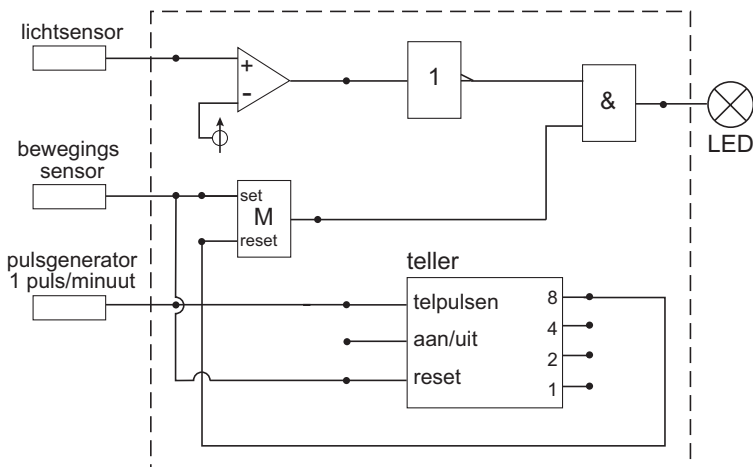 lichtsensor
+
-
1
&
LED
bewegings
sensor
set
M
reset
pulsgenerator
1 puls/minuut
teller
telpulsen
aan/uit
reset
8
4
2
1